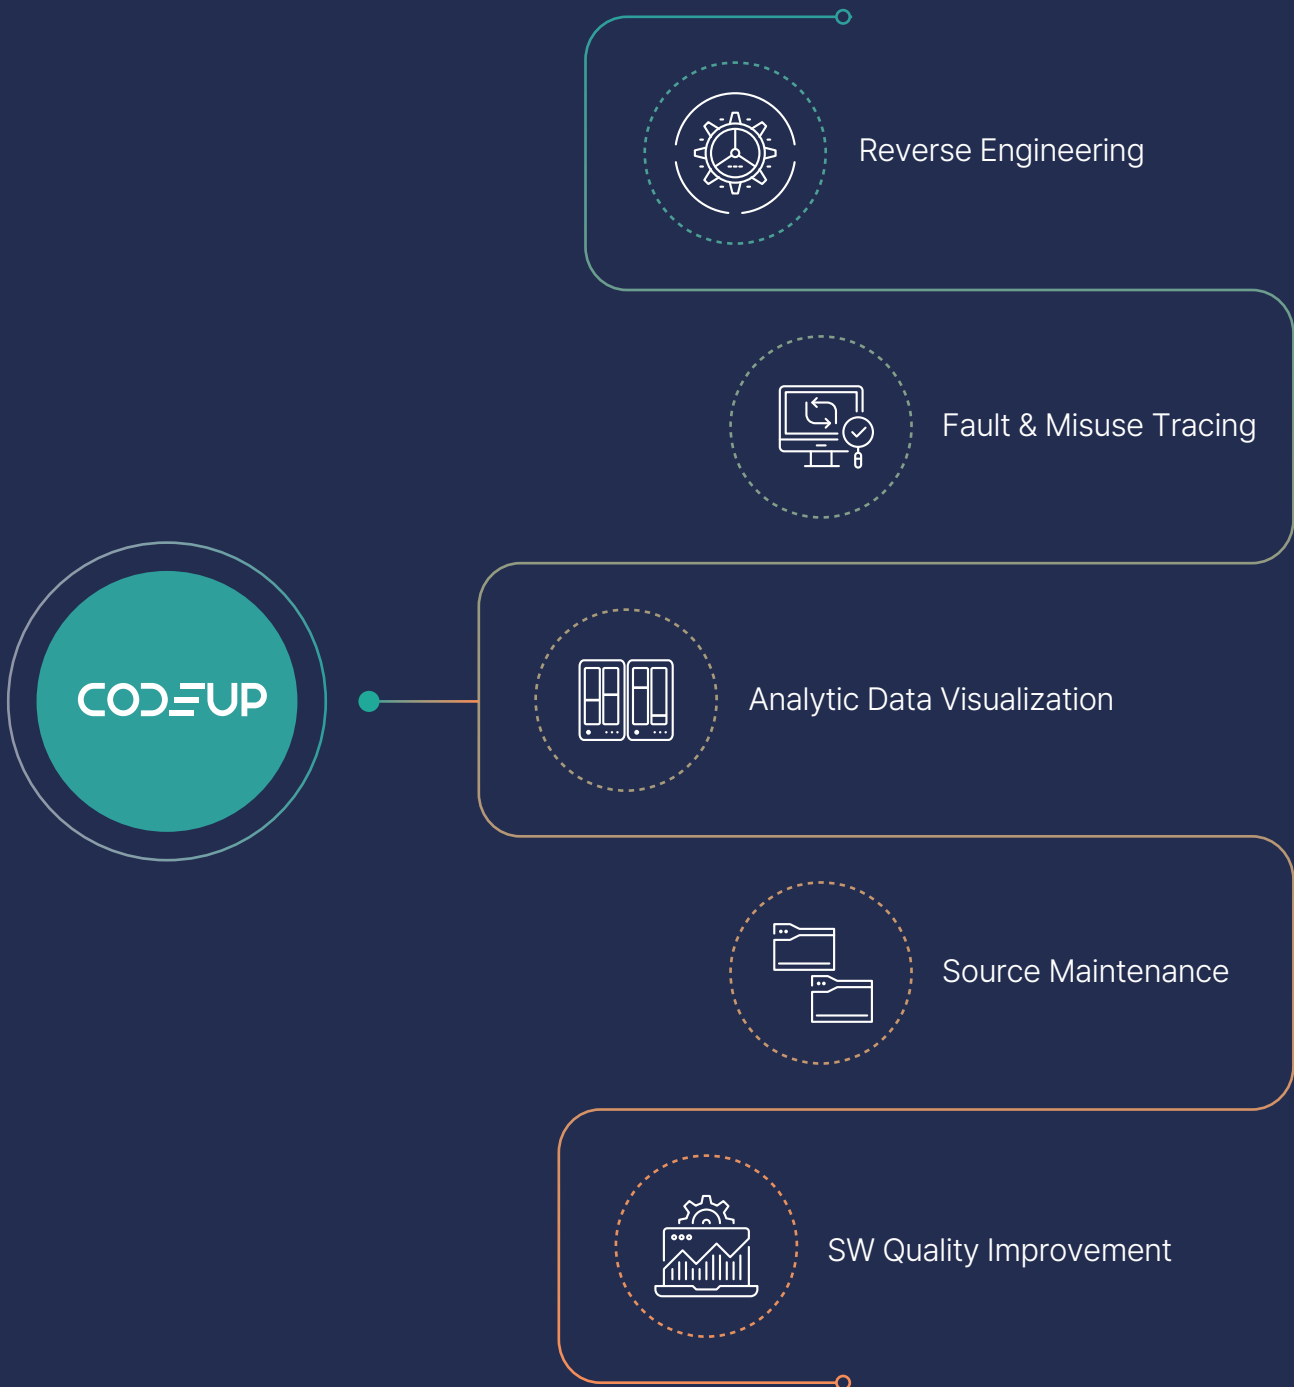 Reverse Engineering
Fault & Misuse Tracing
CODEUP
Analytic Data Visualization
Source Maintenance
SW Quality Improvement